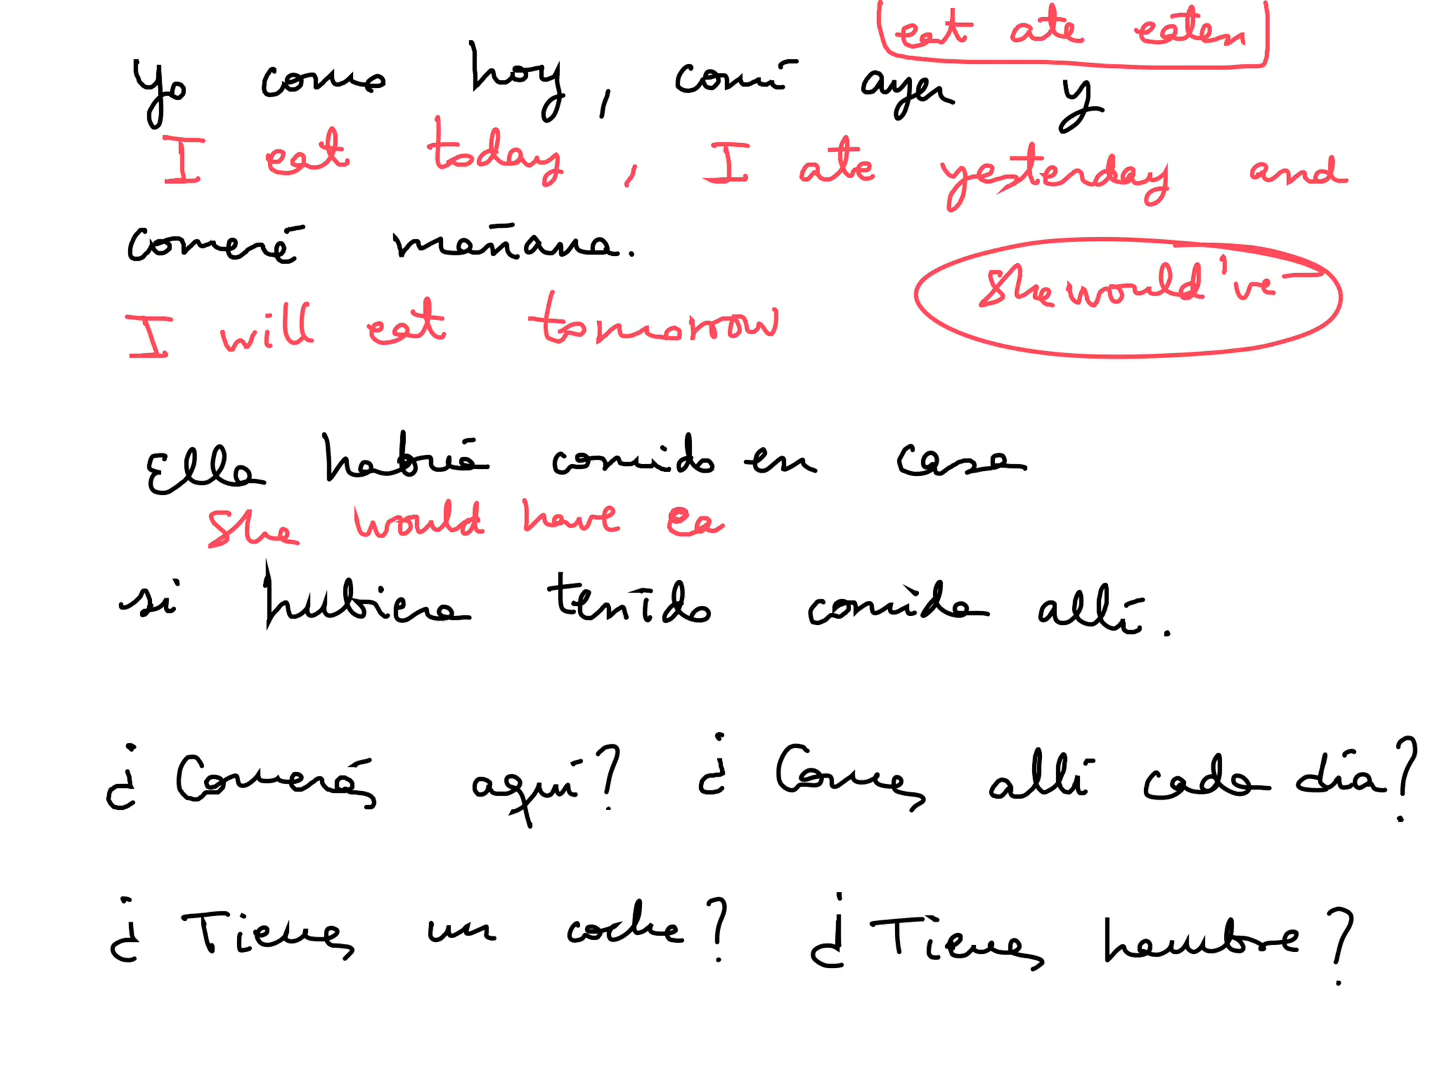 eat ate eaten
Yo como hoy, comí ayer y
I eat today, I ate yesterday and
comeré mañana.
She would've
I will eat tomorrow
Ella habría comido en casa
She would have ea
si hubiera tenido comida allí.
¿Comerás aquí? ¿Comes allí cada día?
¿Tienes un coche? ¿Tienes hambre?